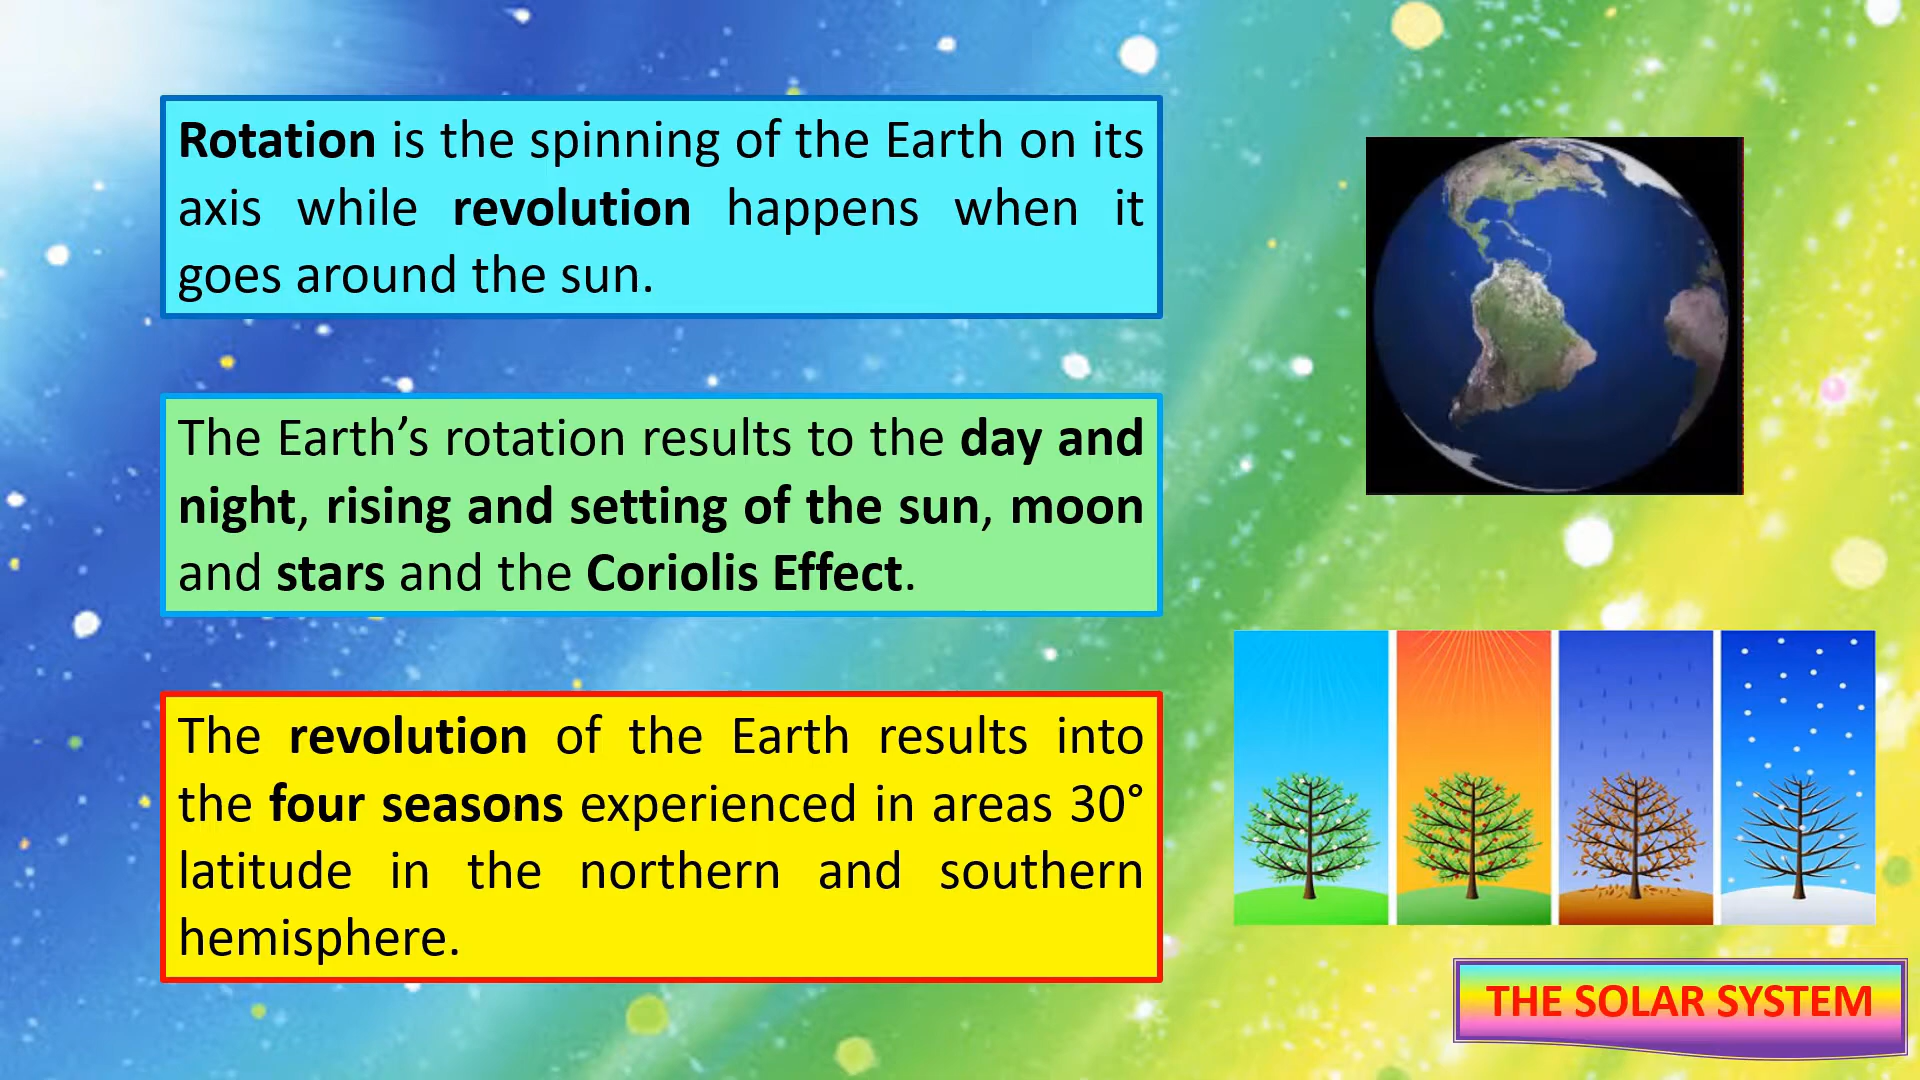 Rotation is the spinning of the Earth on its
axis while revolution happens when it
goes around the sun.
The Earth’s rotation results to the day and
night, rising and setting of the sun, moon
and stars and the Coriolis Effect.
The revolution of the Earth results into
the four seasons experienced in areas 30°
latitude in the northern and southern
hemisphere.
THE SOLAR SYSTEM